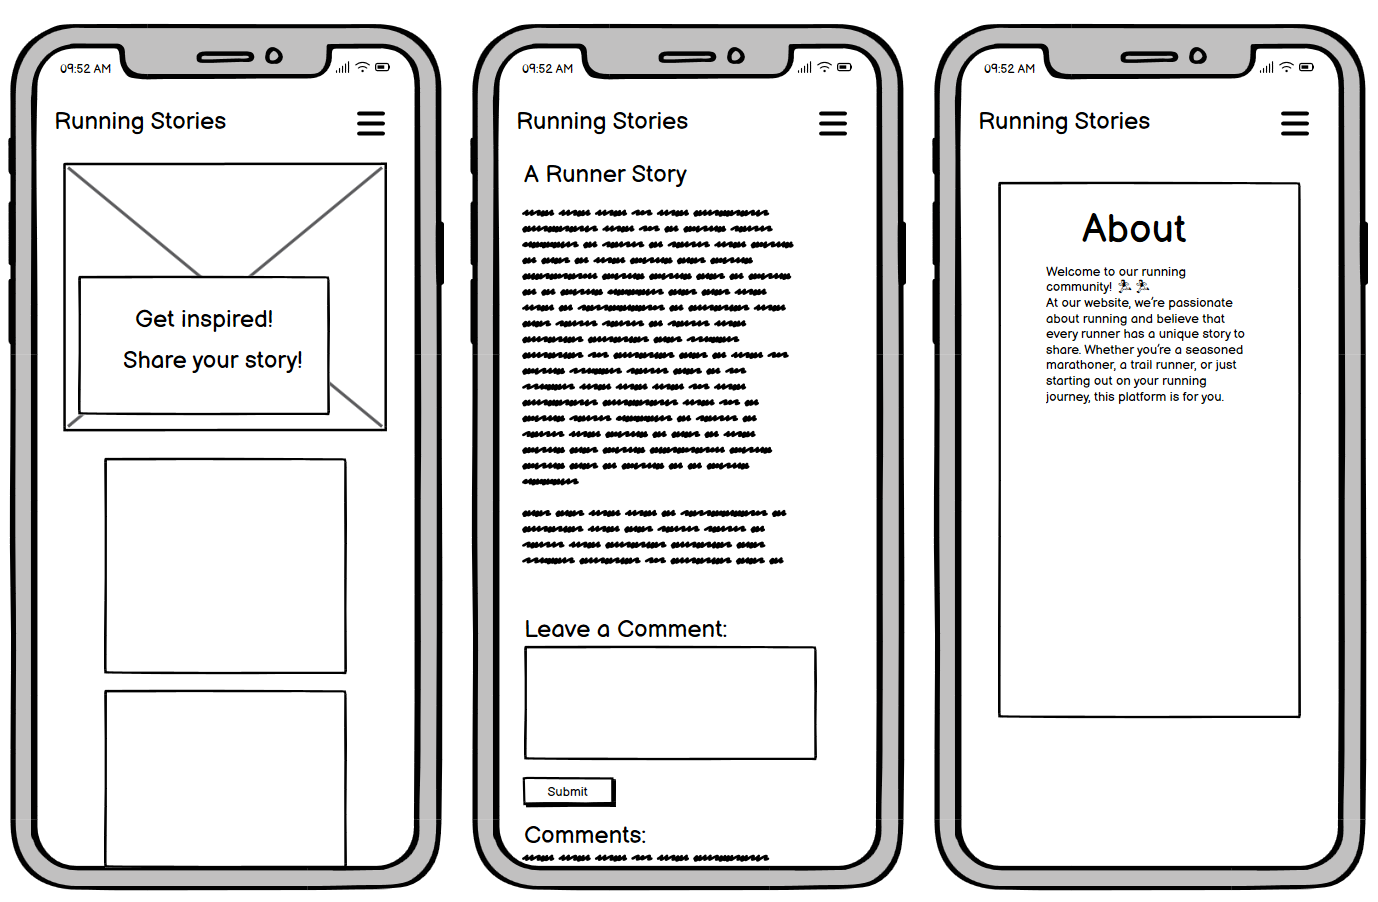 09:52 AM
Running Stories
Get inspired!
Share your story!
09:52 AM
Running Stories
A Runner Story
Leave a Comment:
Submit
Comments:
09:52 AM
Running Stories
About
Welcome to our running
community! 🏃 🏃
At our website, we're passionate
about running and believe that
every runner has a unique story to
share. Whether you're a seasoned
marathoner, a trail runner, or just
starting out on your running
journey, this platform is for you.